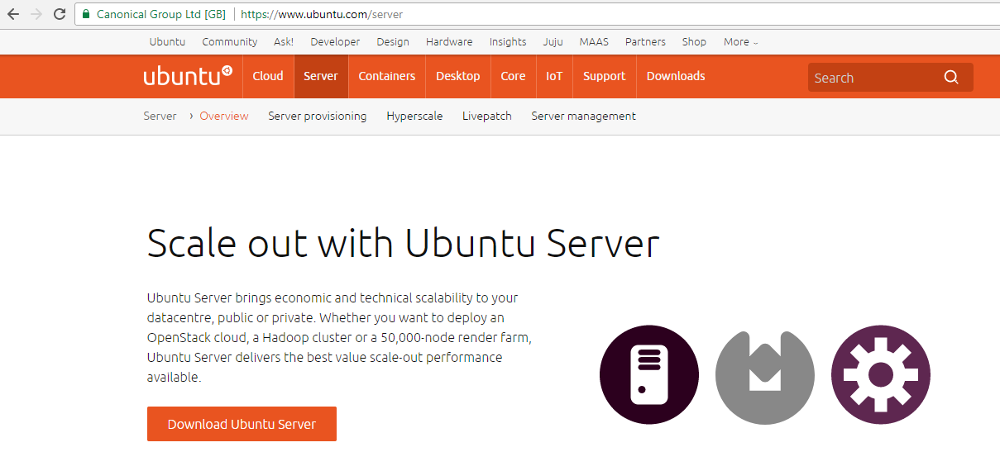 Canonical Group Ltd [GB] https://www.ubuntu.com/server
Ubuntu Community Ask! Developer Design Hardware Insights Juju MAAS Partners Shop More
ubuntu Cloud Server Containers Desktop Core IoT Support Downloads Search
Server › Overview Server provisioning Hyperscale Livepatch Server management
Scale out with Ubuntu Server
Ubuntu Server brings economic and technical scalability to your
datacentre, public or private. Whether you want to deploy an
OpenStack cloud, a Hadoop cluster or a 50,000-node render farm,
Ubuntu Server delivers the best value scale-out performance
available.
Download Ubuntu Server